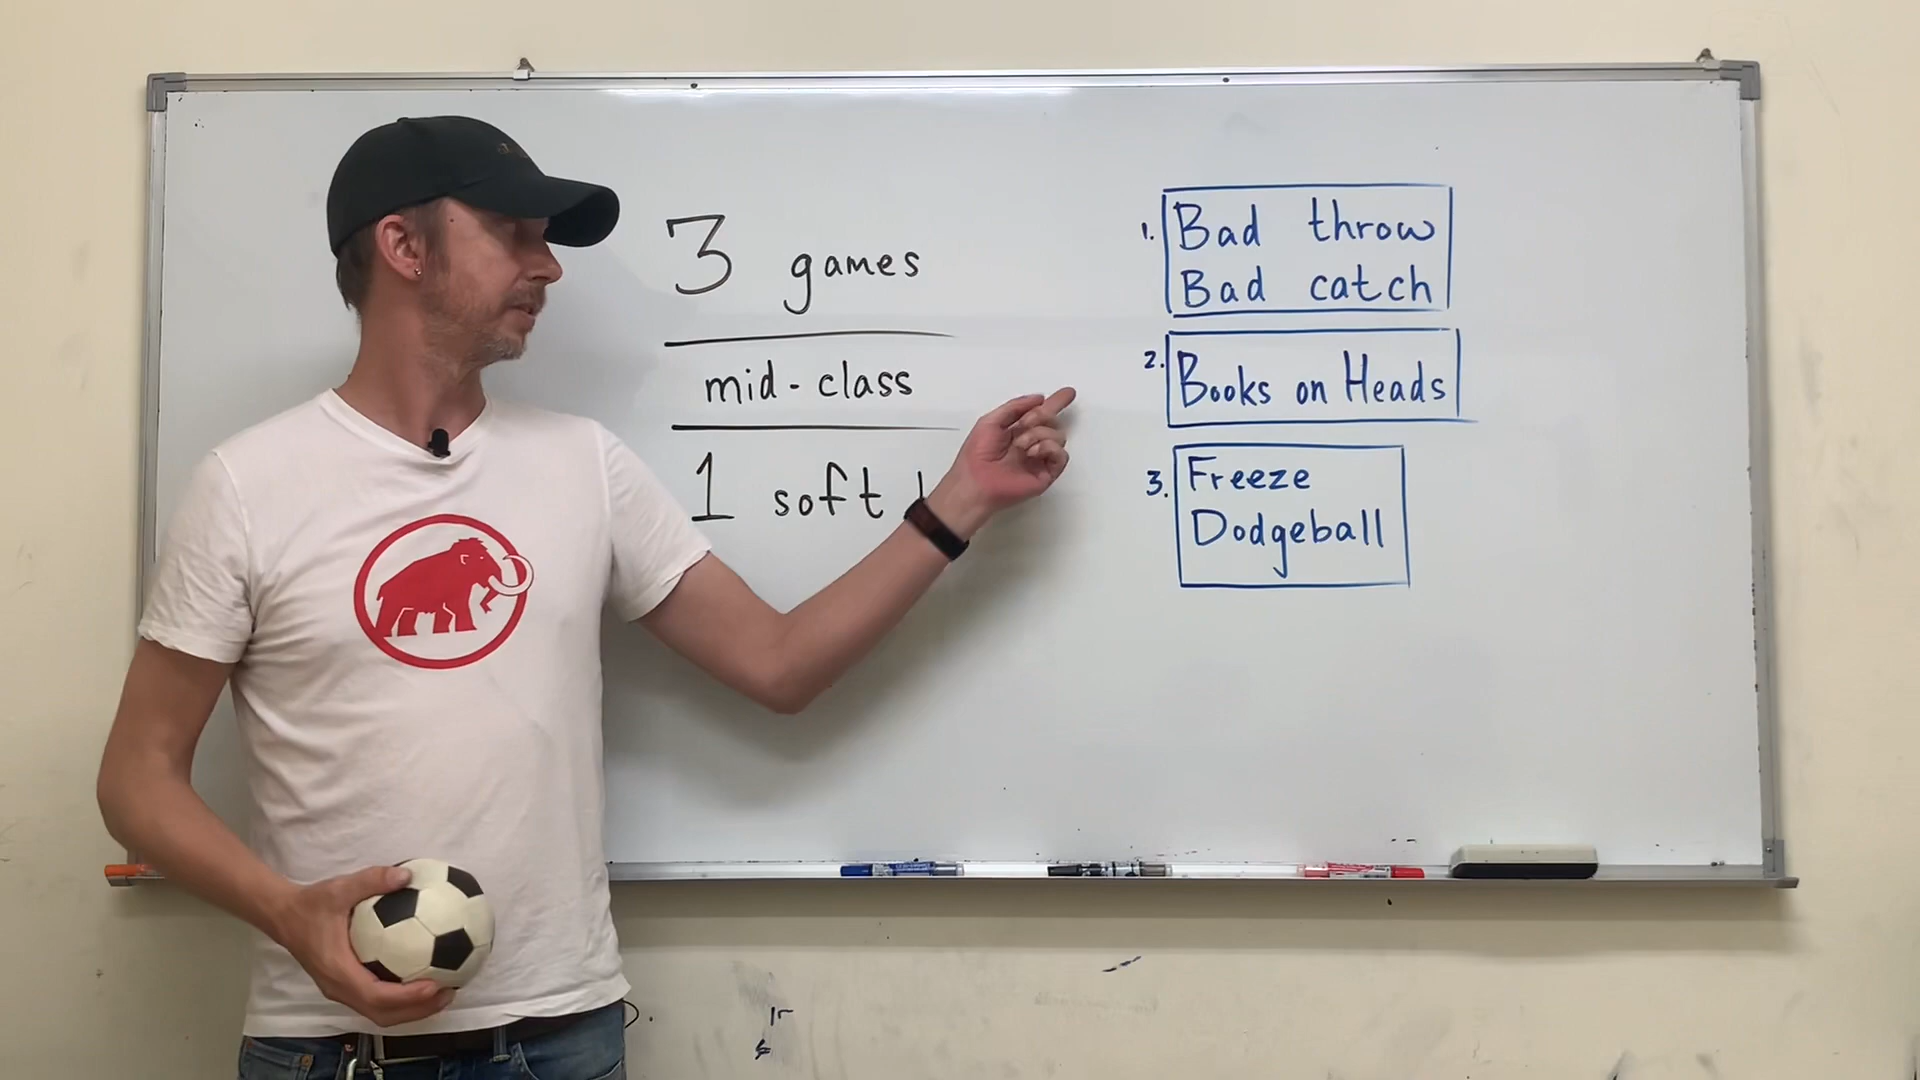 3 games
mid-class
1 soft
1. Bad throw
Bad catch
2. Books on Heads
3. Freeze
Dodgeball